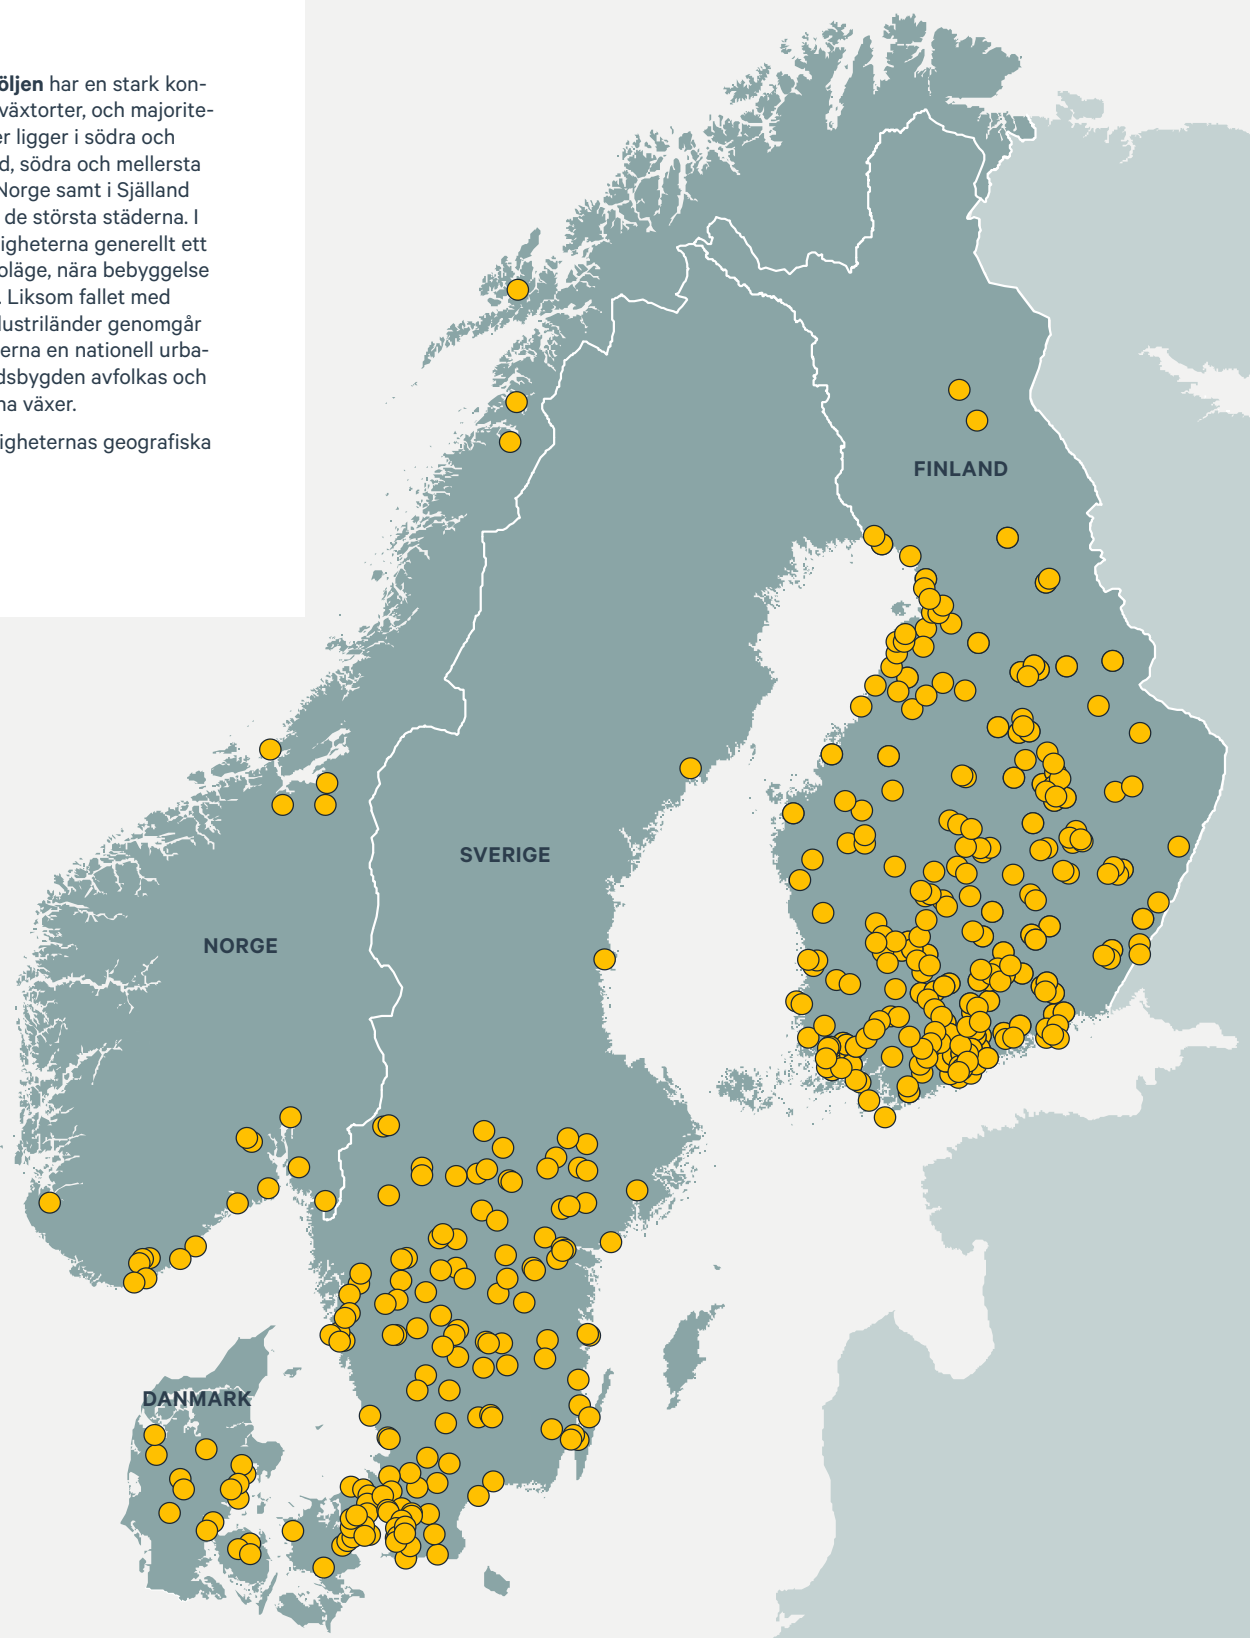 öljen har en stark kon-
växtorter, och majorite-
er ligger i södra och
d, södra och mellersta
Norge samt i Själland
de största städerna. I
igheterna generellt ett
oläge, nära bebyggelse
. Liksom fallet med
dustriländer genomgår
erna en nationell urba-
dsbygden avfolkas och
na växer.
igheternas geografiska
FINLAND
SVERIGE
NORGE
DANMARK